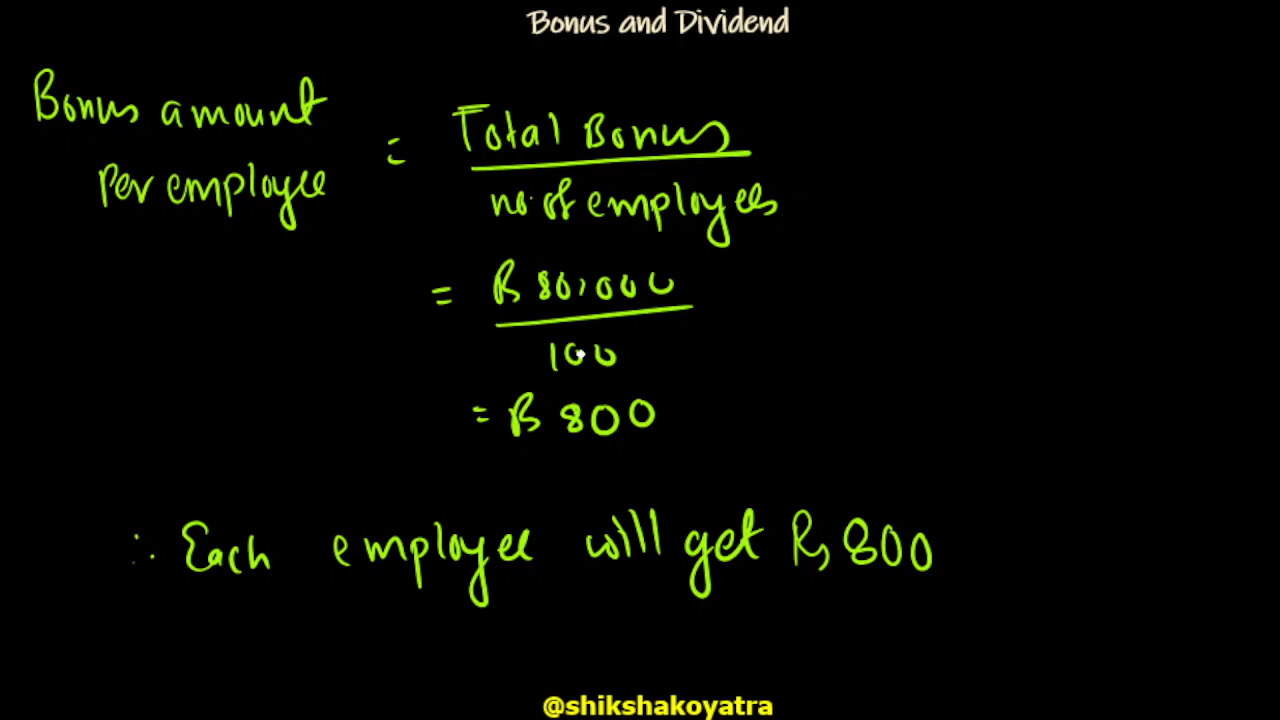 Bonus and Dividend
Bonus amount
Per employee
= Total Bonus
no. of employees
= Rs 80,000
100
= Rs 800
∴ Each employee will get Rs 800
@shikshakoyatra